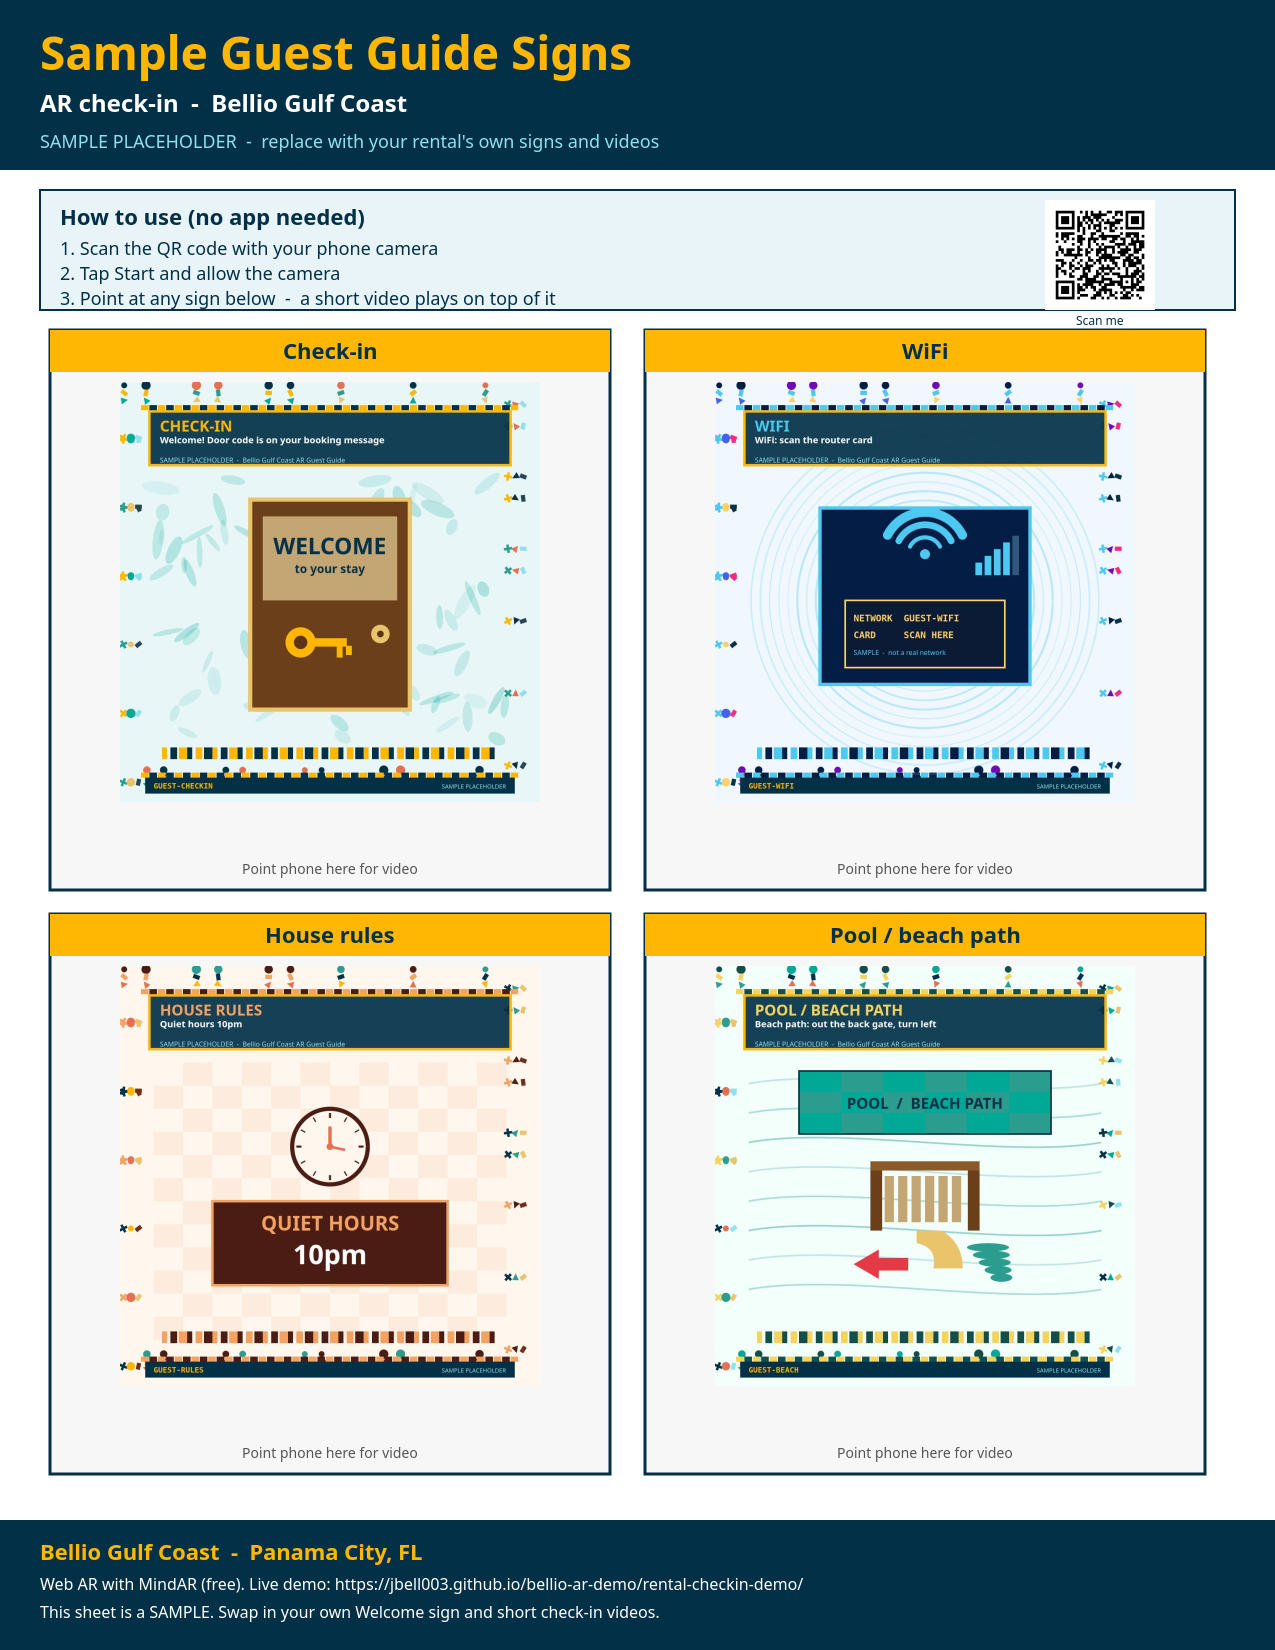 Sample Guest Guide Signs
AR check-in - Bellio Gulf Coast
SAMPLE PLACEHOLDER - replace with your rental's own signs and videos
How to use (no app needed)
1. Scan the QR code with your phone camera
2. Tap Start and allow the camera
3. Point at any sign below - a short video plays on top of it
Scan me
Check-in
CHECK-IN
Welcome! Door code is on your booking message
SAMPLE PLACEHOLDER - Bellio Gulf Coast AR Guest Guide
WELCOME
to your stay
GUEST-CHECKIN
SAMPLE PLACEHOLDER
Point phone here for video
WiFi
WIFI
WiFi: scan the router card
SAMPLE PLACEHOLDER - Bellio Gulf Coast AR Guest Guide
NETWORK GUEST-WIFI
CARD SCAN HERE
SAMPLE - not a real network
GUEST-WIFI
SAMPLE PLACEHOLDER
Point phone here for video
House rules
HOUSE RULES
Quiet hours 10pm
SAMPLE PLACEHOLDER - Bellio Gulf Coast AR Guest Guide
QUIET HOURS
10pm
GUEST-RULES
SAMPLE PLACEHOLDER
Point phone here for video
Pool / beach path
POOL / BEACH PATH
Beach path: out the back gate, turn left
SAMPLE PLACEHOLDER - Bellio Gulf Coast AR Guest Guide
POOL / BEACH PATH
GUEST-BEACH
SAMPLE PLACEHOLDER
Point phone here for video
Bellio Gulf Coast - Panama City, FL
Web AR with MindAR (free). Live demo: https://jbell003.github.io/bellio-ar-demo/rental-checkin-demo/
This sheet is a SAMPLE. Swap in your own Welcome sign and short check-in videos.